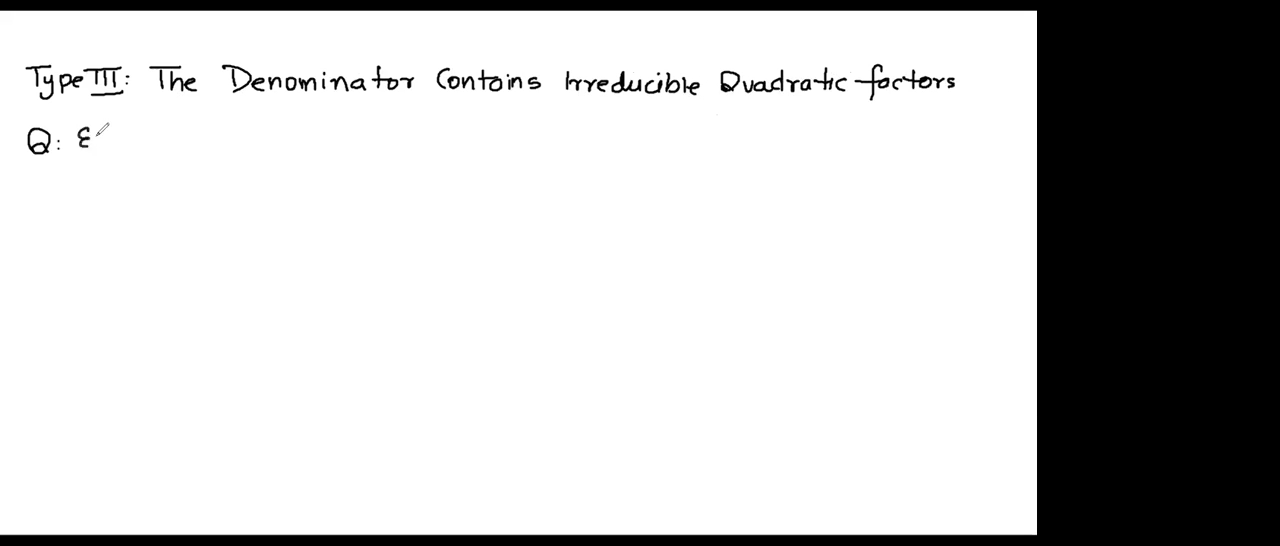 Type III: The Denominator Contains Irreducible Quadratic factors
Q: E